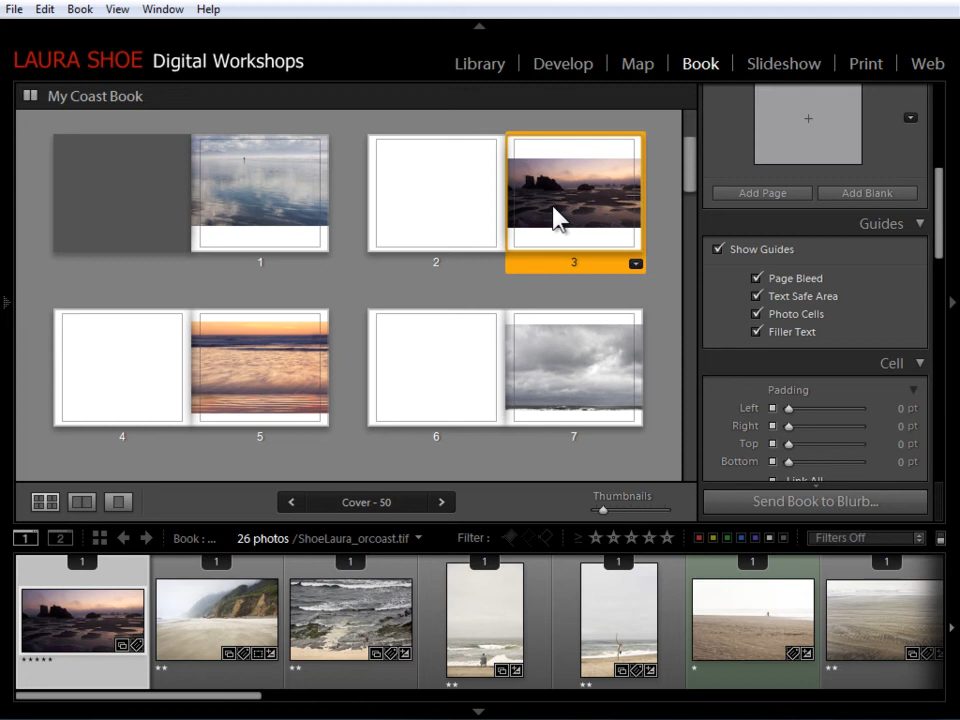 File Edit Book View Window Help
LAURA SHOE Digital Workshops
Library Develop Map Book Slideshow Print Web
My Coast Book
Add Page Add Blank
Guides
Show Guides
Page Bleed
Text Safe Area
Photo Cells
Filler Text
1 2 3
Cell
Padding
Left 0 pt
Right 0 pt
Top 0 pt
Bottom 0 pt
Link All
4 5 6 7
Cover - 50
Thumbnails
Send Book to Blurb...
1 2 Book : ... 26 photos /ShoeLaura_orcoast.tif Filter : Filters Off
1 1 1 1 1 1 1